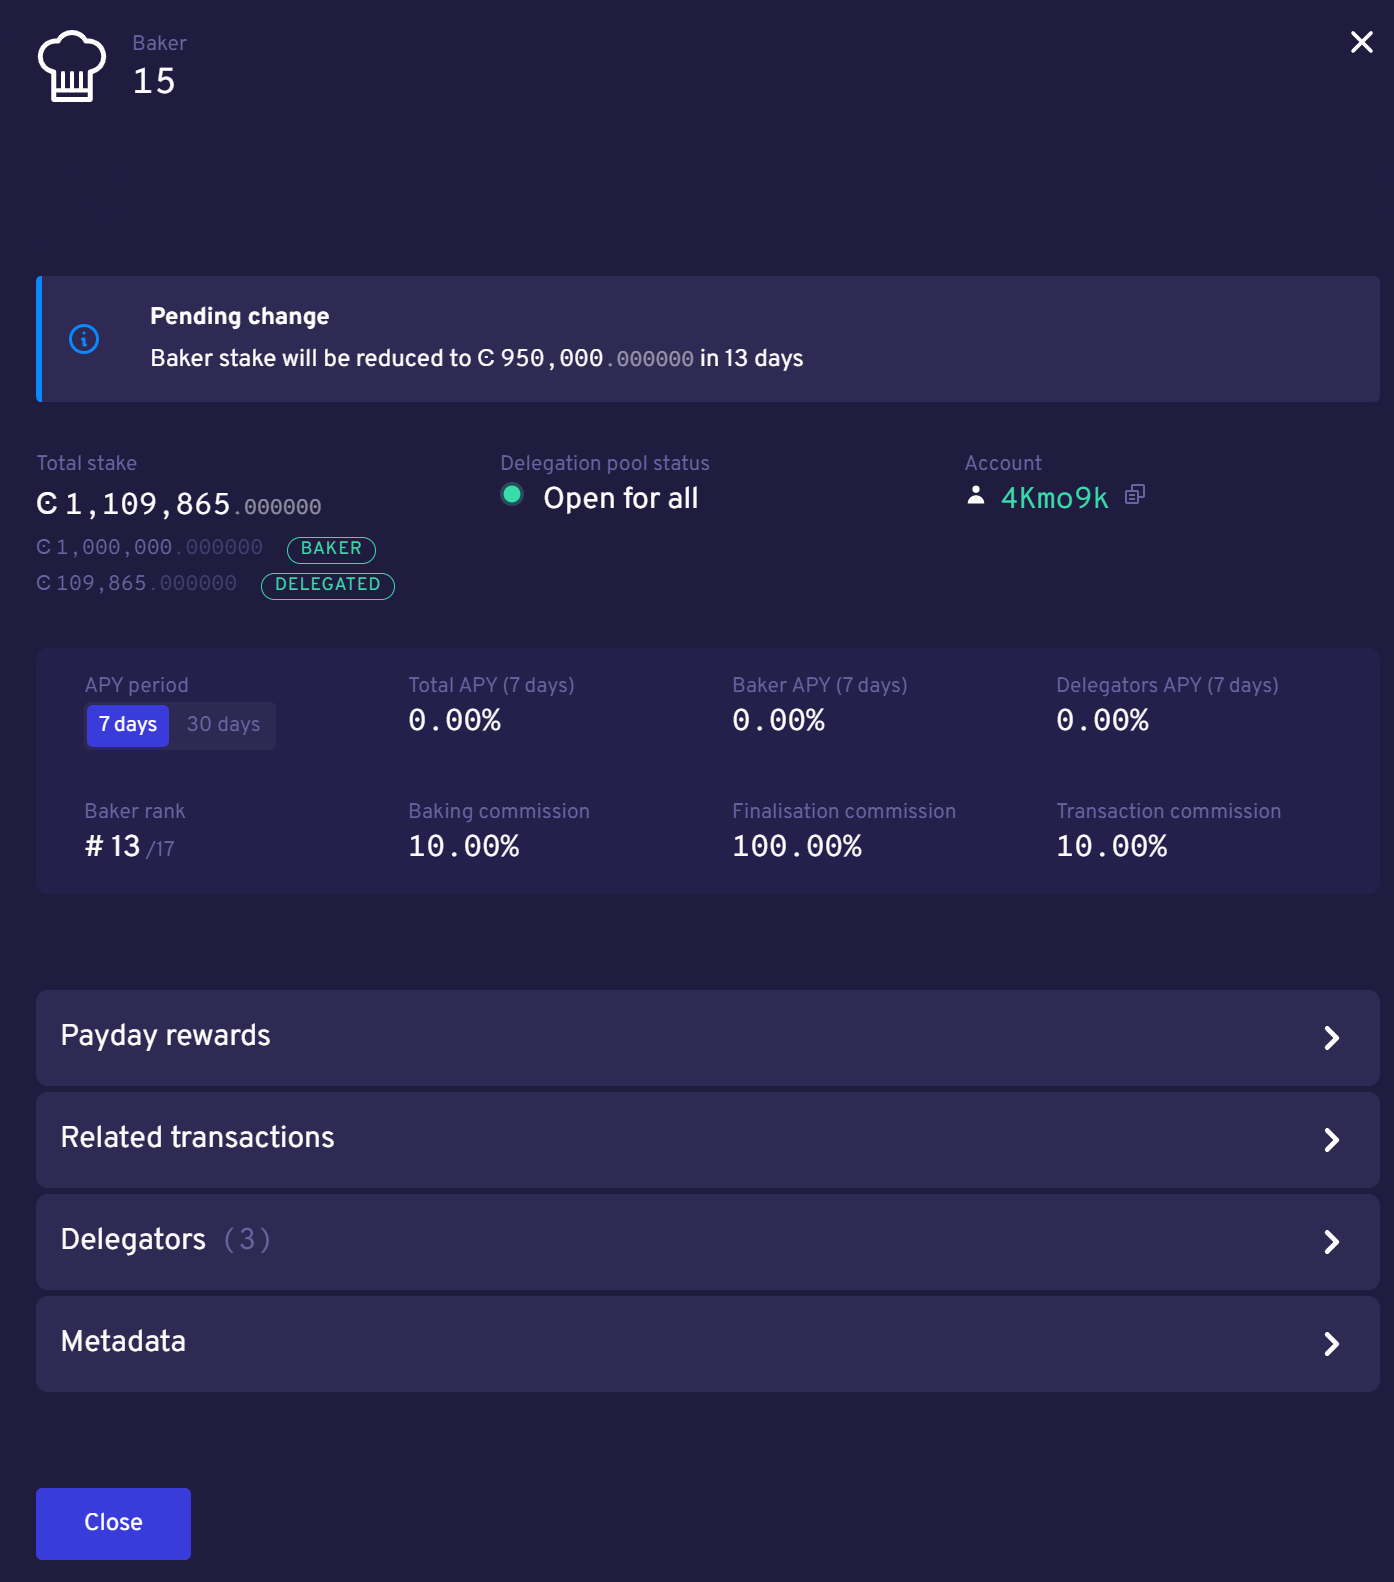 Baker
15
Pending change
Baker stake will be reduced to Ͼ 950,000.000000 in 13 days
Total stake
Ͼ 1,109,865.000000
Ͼ 1,000,000.000000 BAKER
Ͼ 109,865.000000 DELEGATED
Delegation pool status
Open for all
Account
4Kmo9k
APY period
7 days 30 days
Total APY (7 days)
0.00%
Baker APY (7 days)
0.00%
Delegators APY (7 days)
0.00%
Baker rank
# 13 /17
Baking commission
10.00%
Finalisation commission
100.00%
Transaction commission
10.00%
Payday rewards
Related transactions
Delegators (3)
Metadata
Close